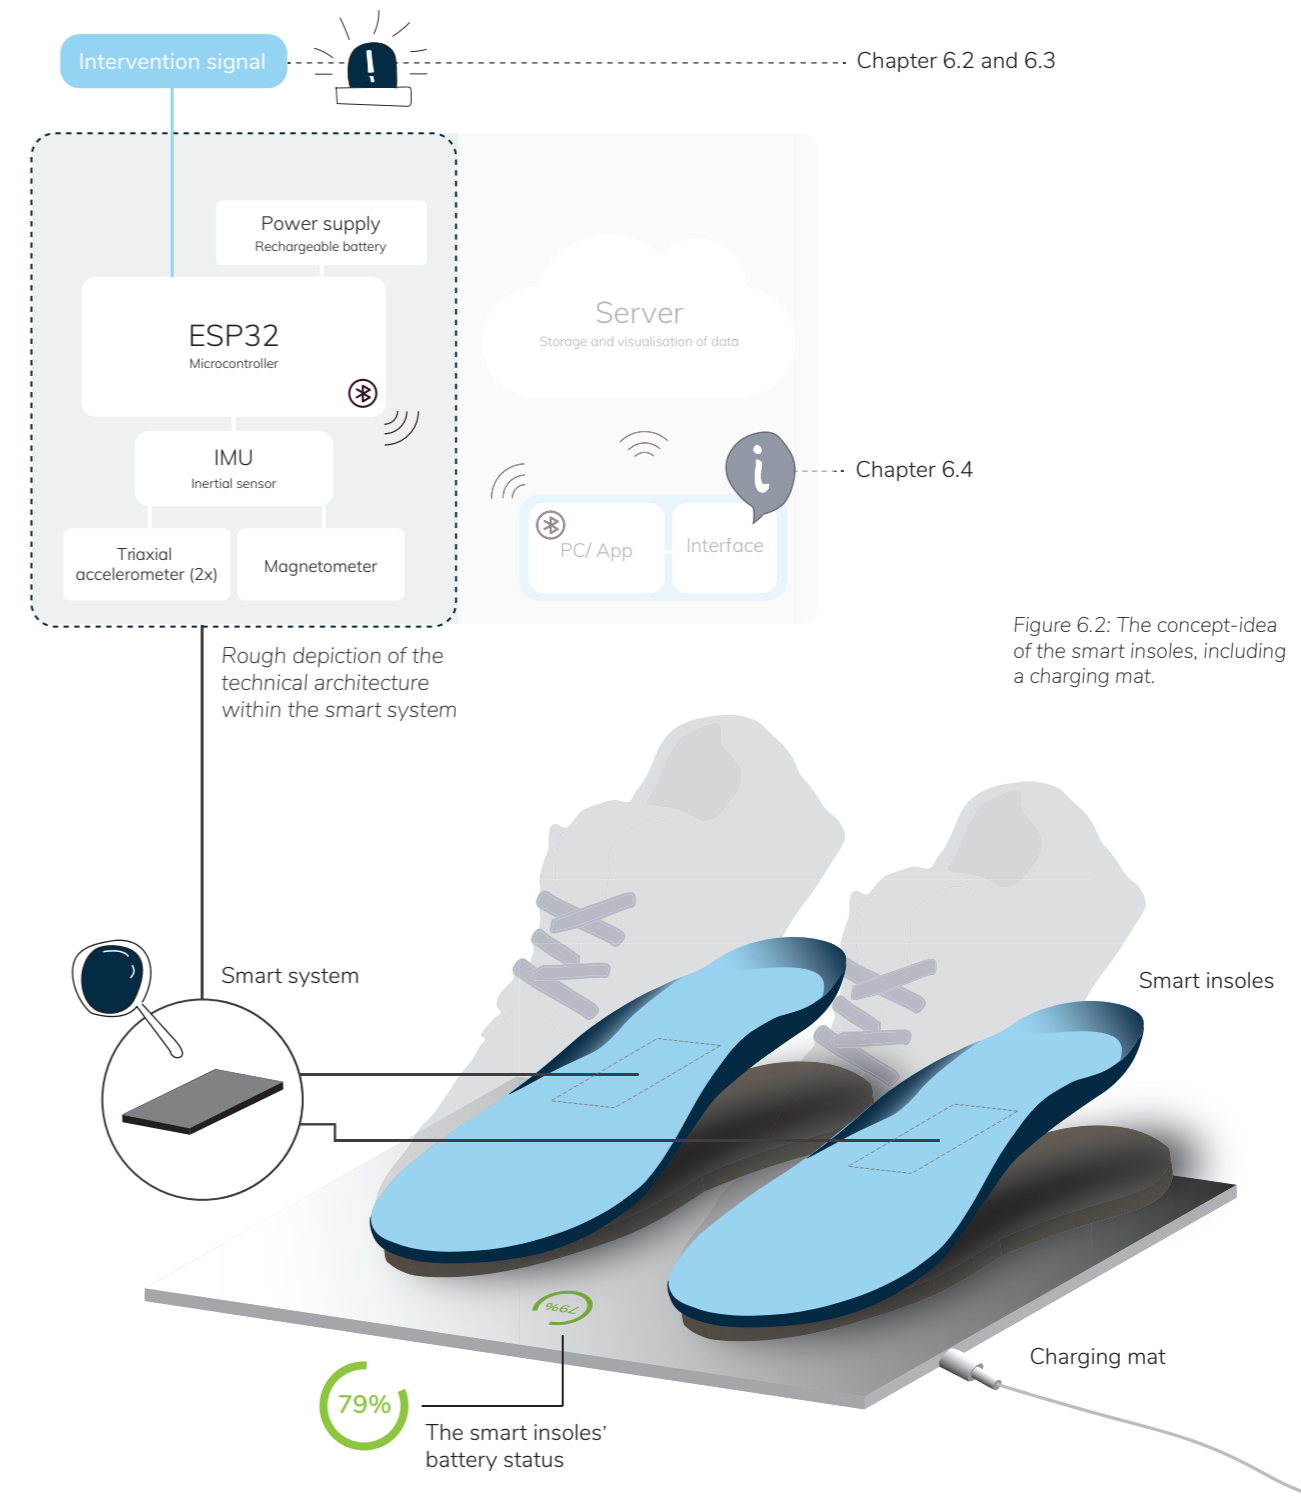 Intervention signal
Chapter 6.2 and 6.3
Power supply
Rechargeable battery
ESP32
Microcontroller
IMU
Inertial sensor
Triaxial
accelerometer (2x)
Magnetometer
Server
Storage and visualisation of data
Chapter 6.4
PC/ App
Interface
Figure 6.2: The concept-idea
of the smart insoles, including
a charging mat.
Rough depiction of the
technical architecture
within the smart system
Smart system
Smart insoles
79%
Charging mat
79%
The smart insoles’
battery status